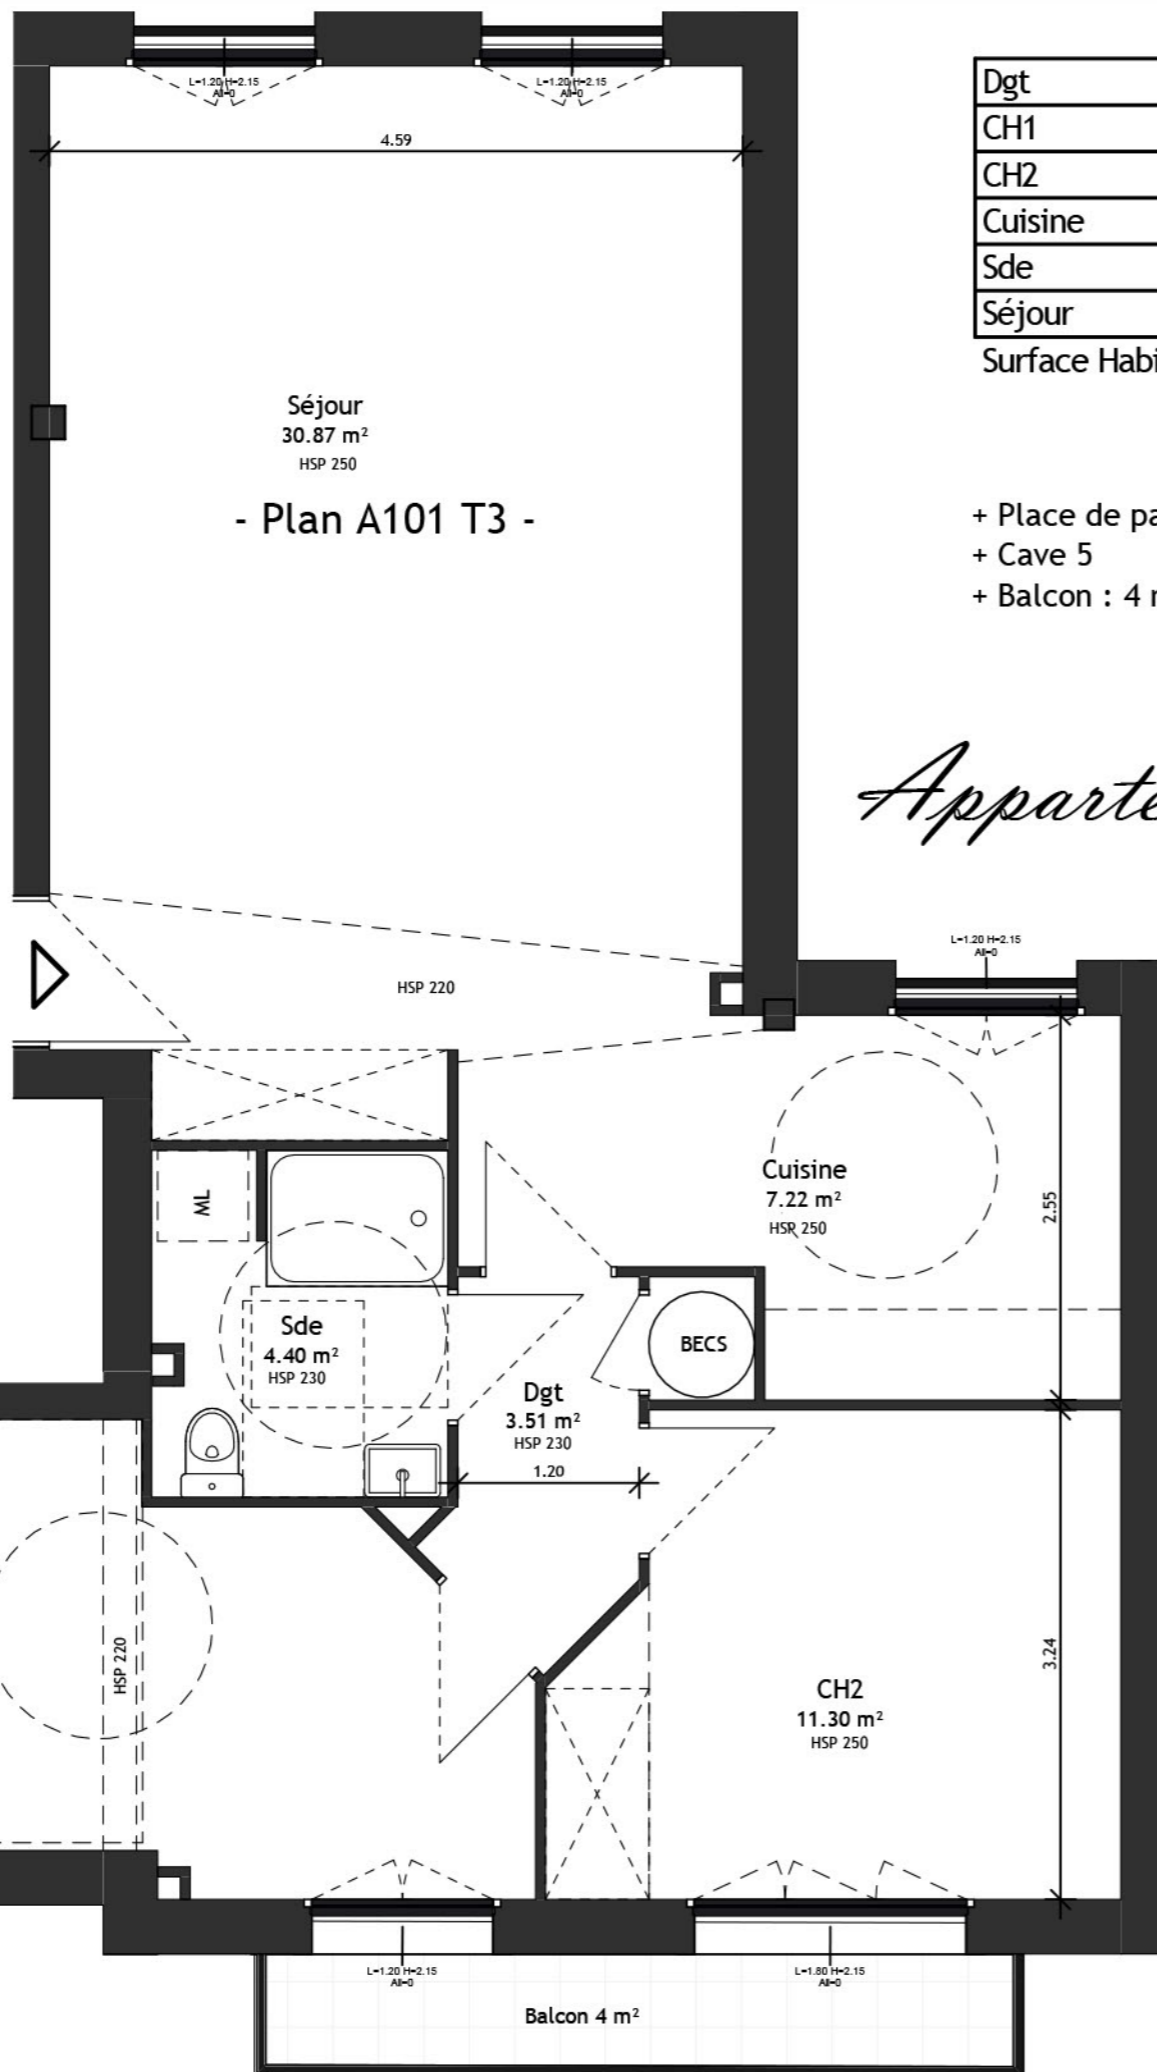 L=1.20 H=2.15
All=0
L=1.20 H=2.15
All=0
4.59
Dgt
CH1
CH2
Cuisine
Sde
Séjour
Surface Habi
Séjour
30.87 m²
HSP 250
- Plan A101 T3 -
+ Place de pa
+ Cave 5
+ Balcon : 4 m
Apparte
L=1.20 H=2.15
All=0
HSP 220
Cuisine
7.22 m²
HSP 250
2.55
ML
Sde
4.40 m²
HSP 230
BECS
Dgt
3.51 m²
HSP 230
1.20
HSP 220
3.24
CH2
11.30 m²
HSP 250
L=1.20 H=2.15
All=0
L=1.80 H=2.15
All=0
Balcon 4 m²